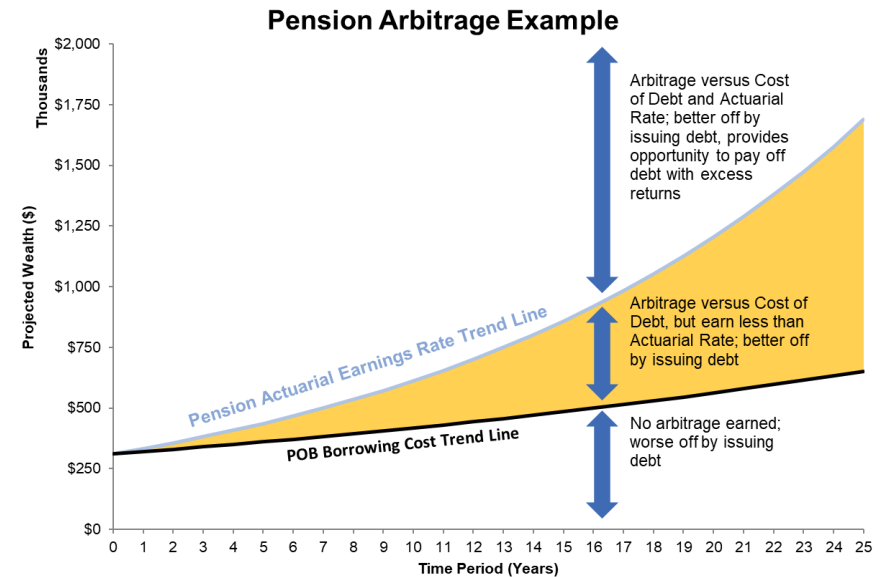 Pension Arbitrage Example
Thousands
Projected Wealth ($)
$2,000
$1,750
$1,500
$1,250
$1,000
$750
$500
$250
$0
Arbitrage versus Cost
of Debt and Actuarial
Rate; better off by
issuing debt, provides
opportunity to pay off
debt with excess
returns
Pension Actuarial Earnings Rate Trend Line
Arbitrage versus Cost of
Debt, but earn less than
Actuarial Rate; better off
by issuing debt
POB Borrowing Cost Trend Line
No arbitrage earned;
worse off by issuing
debt
0 1 2 3 4 5 6 7 8 9 10 11 12 13 14 15 16 17 18 19 20 21 22 23 24 25
Time Period (Years)